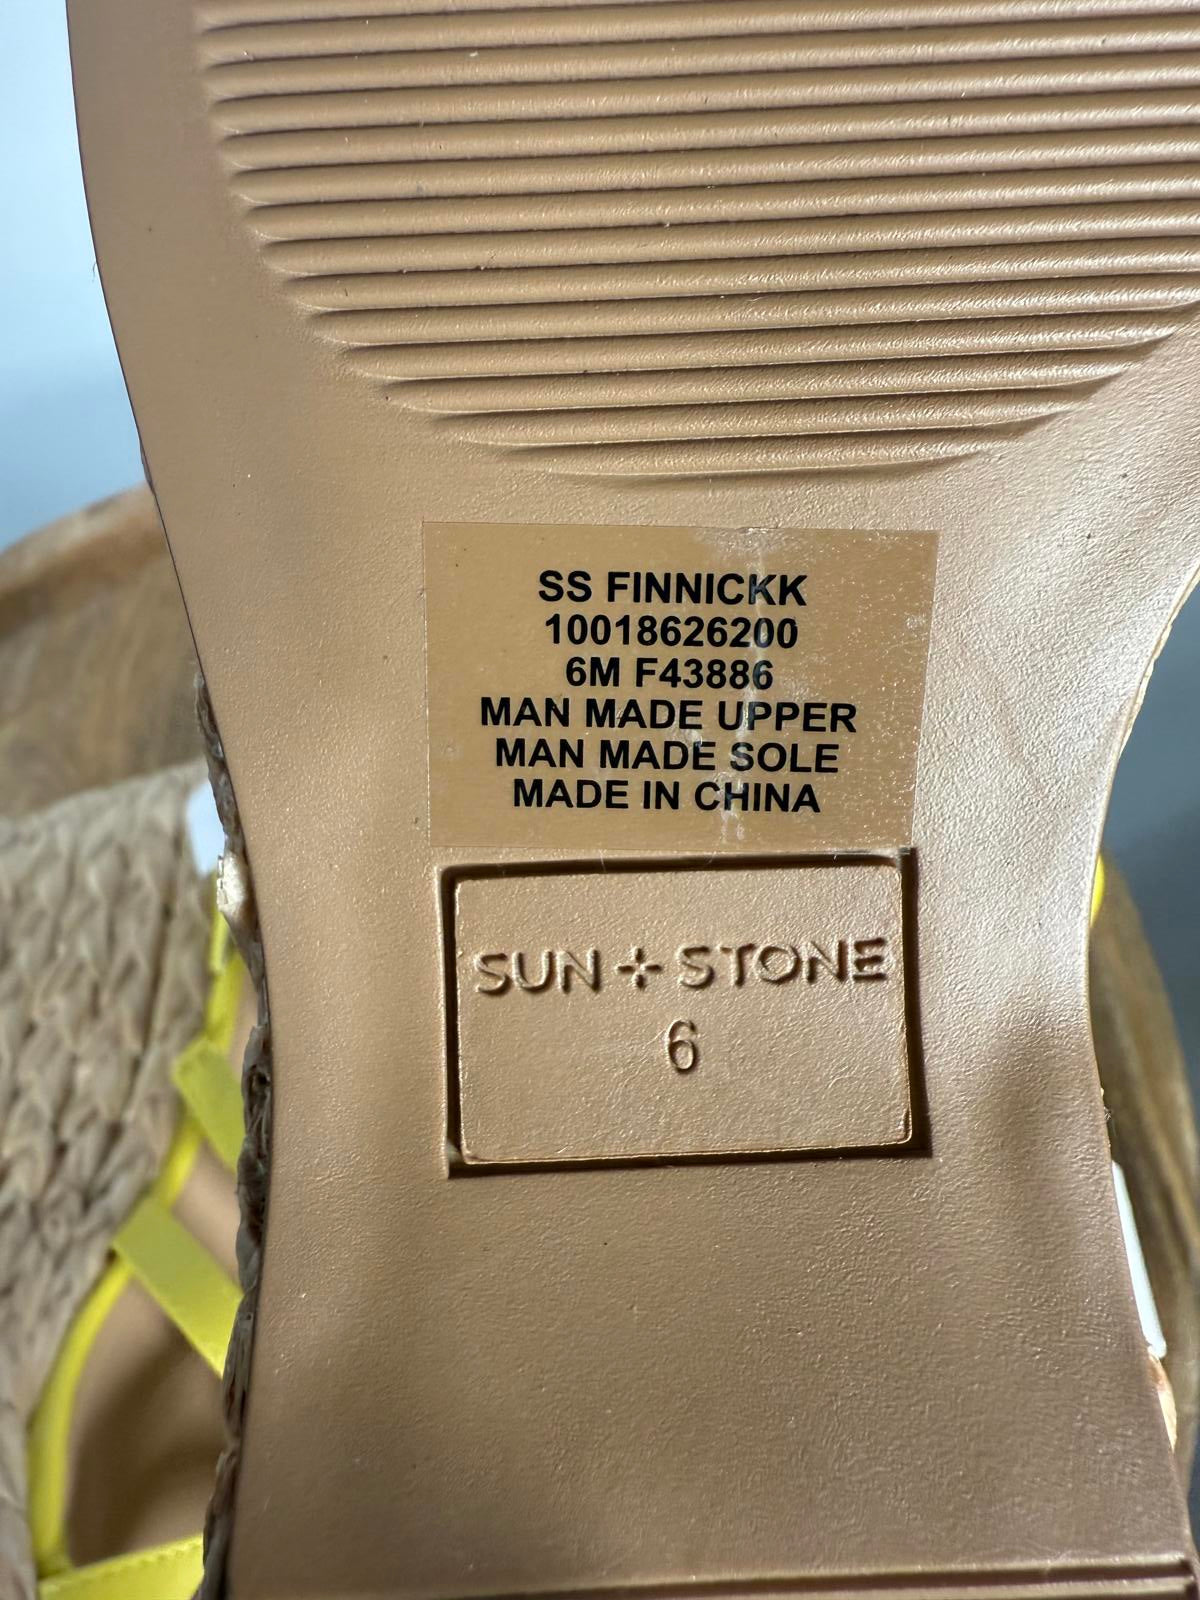 SS FINNICKK
10018626200
6M F43886
MAN MADE UPPER
MAN MADE SOLE
MADE IN CHINA
SUN + STONE
6